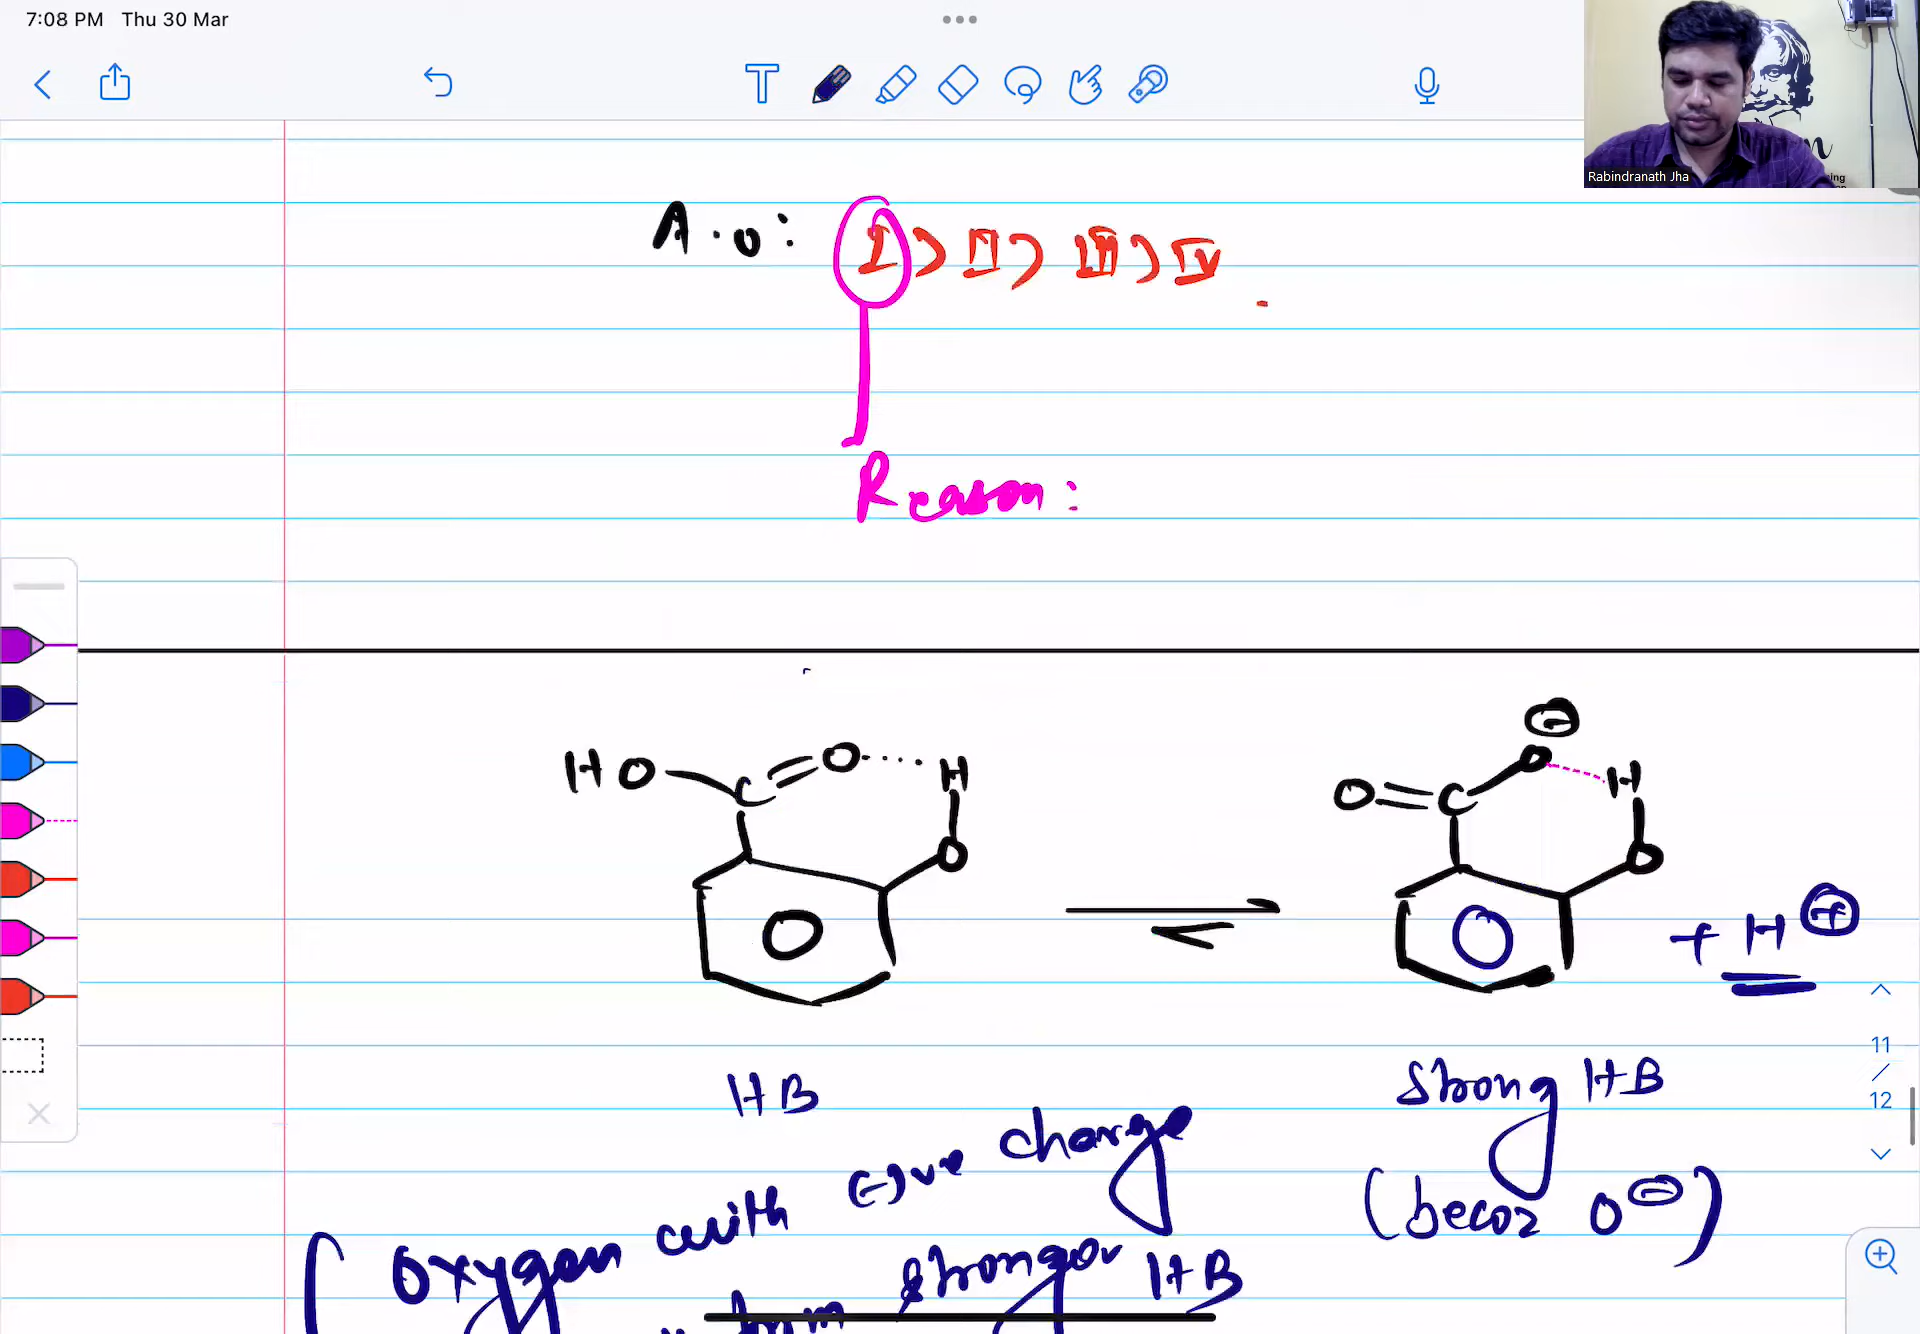 7:08 PM Thu 30 Mar
Rabindranath Jha
A.O: I > II > III > IV
Reason:
HO C O H
O
O C O ⊖ H
O
+ H ⊕
HB
Strong HB
(becoz O⊖)
Oxygen with (-)ve charge
form stronger HB
11
/
12